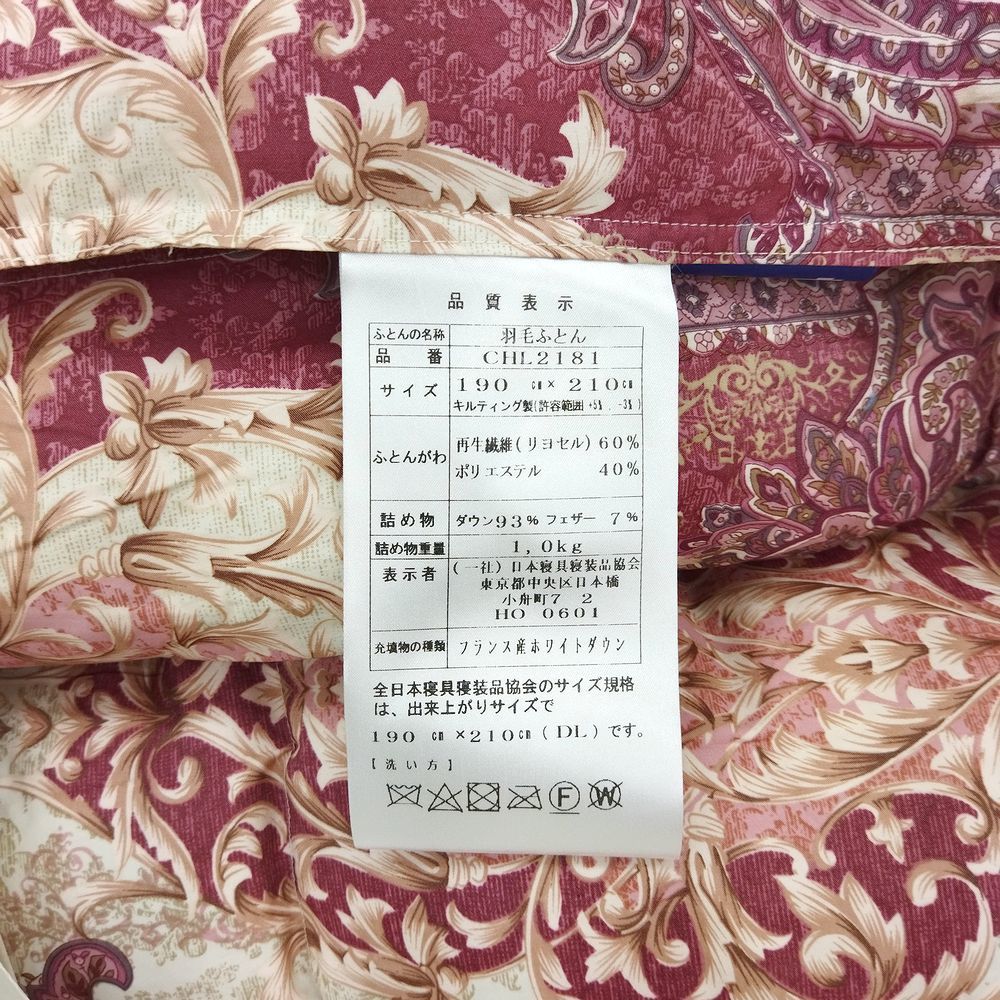 品質表示
ふとんの名称 羽毛ふとん
品番 CHL2181
サイズ 190 ㎝ × 210㎝
キルティング製(許容範囲 +5% , -3%)
ふとんがわ 再生繊維(リヨセル) 60%
ポリエステル 40%
詰め物 ダウン93% フェザー 7%
詰め物重量 1,0kg
表示者 (一社)日本寝具寝装品協会
東京都中央区日本橋
小舟町7 2
HO 0601
充填物の種類 フランス産ホワイトダウン
全日本寝具寝装品協会のサイズ規格
は、出来上がりサイズで
190 ㎝ ×210㎝(DL)です。
【洗い方】
F W